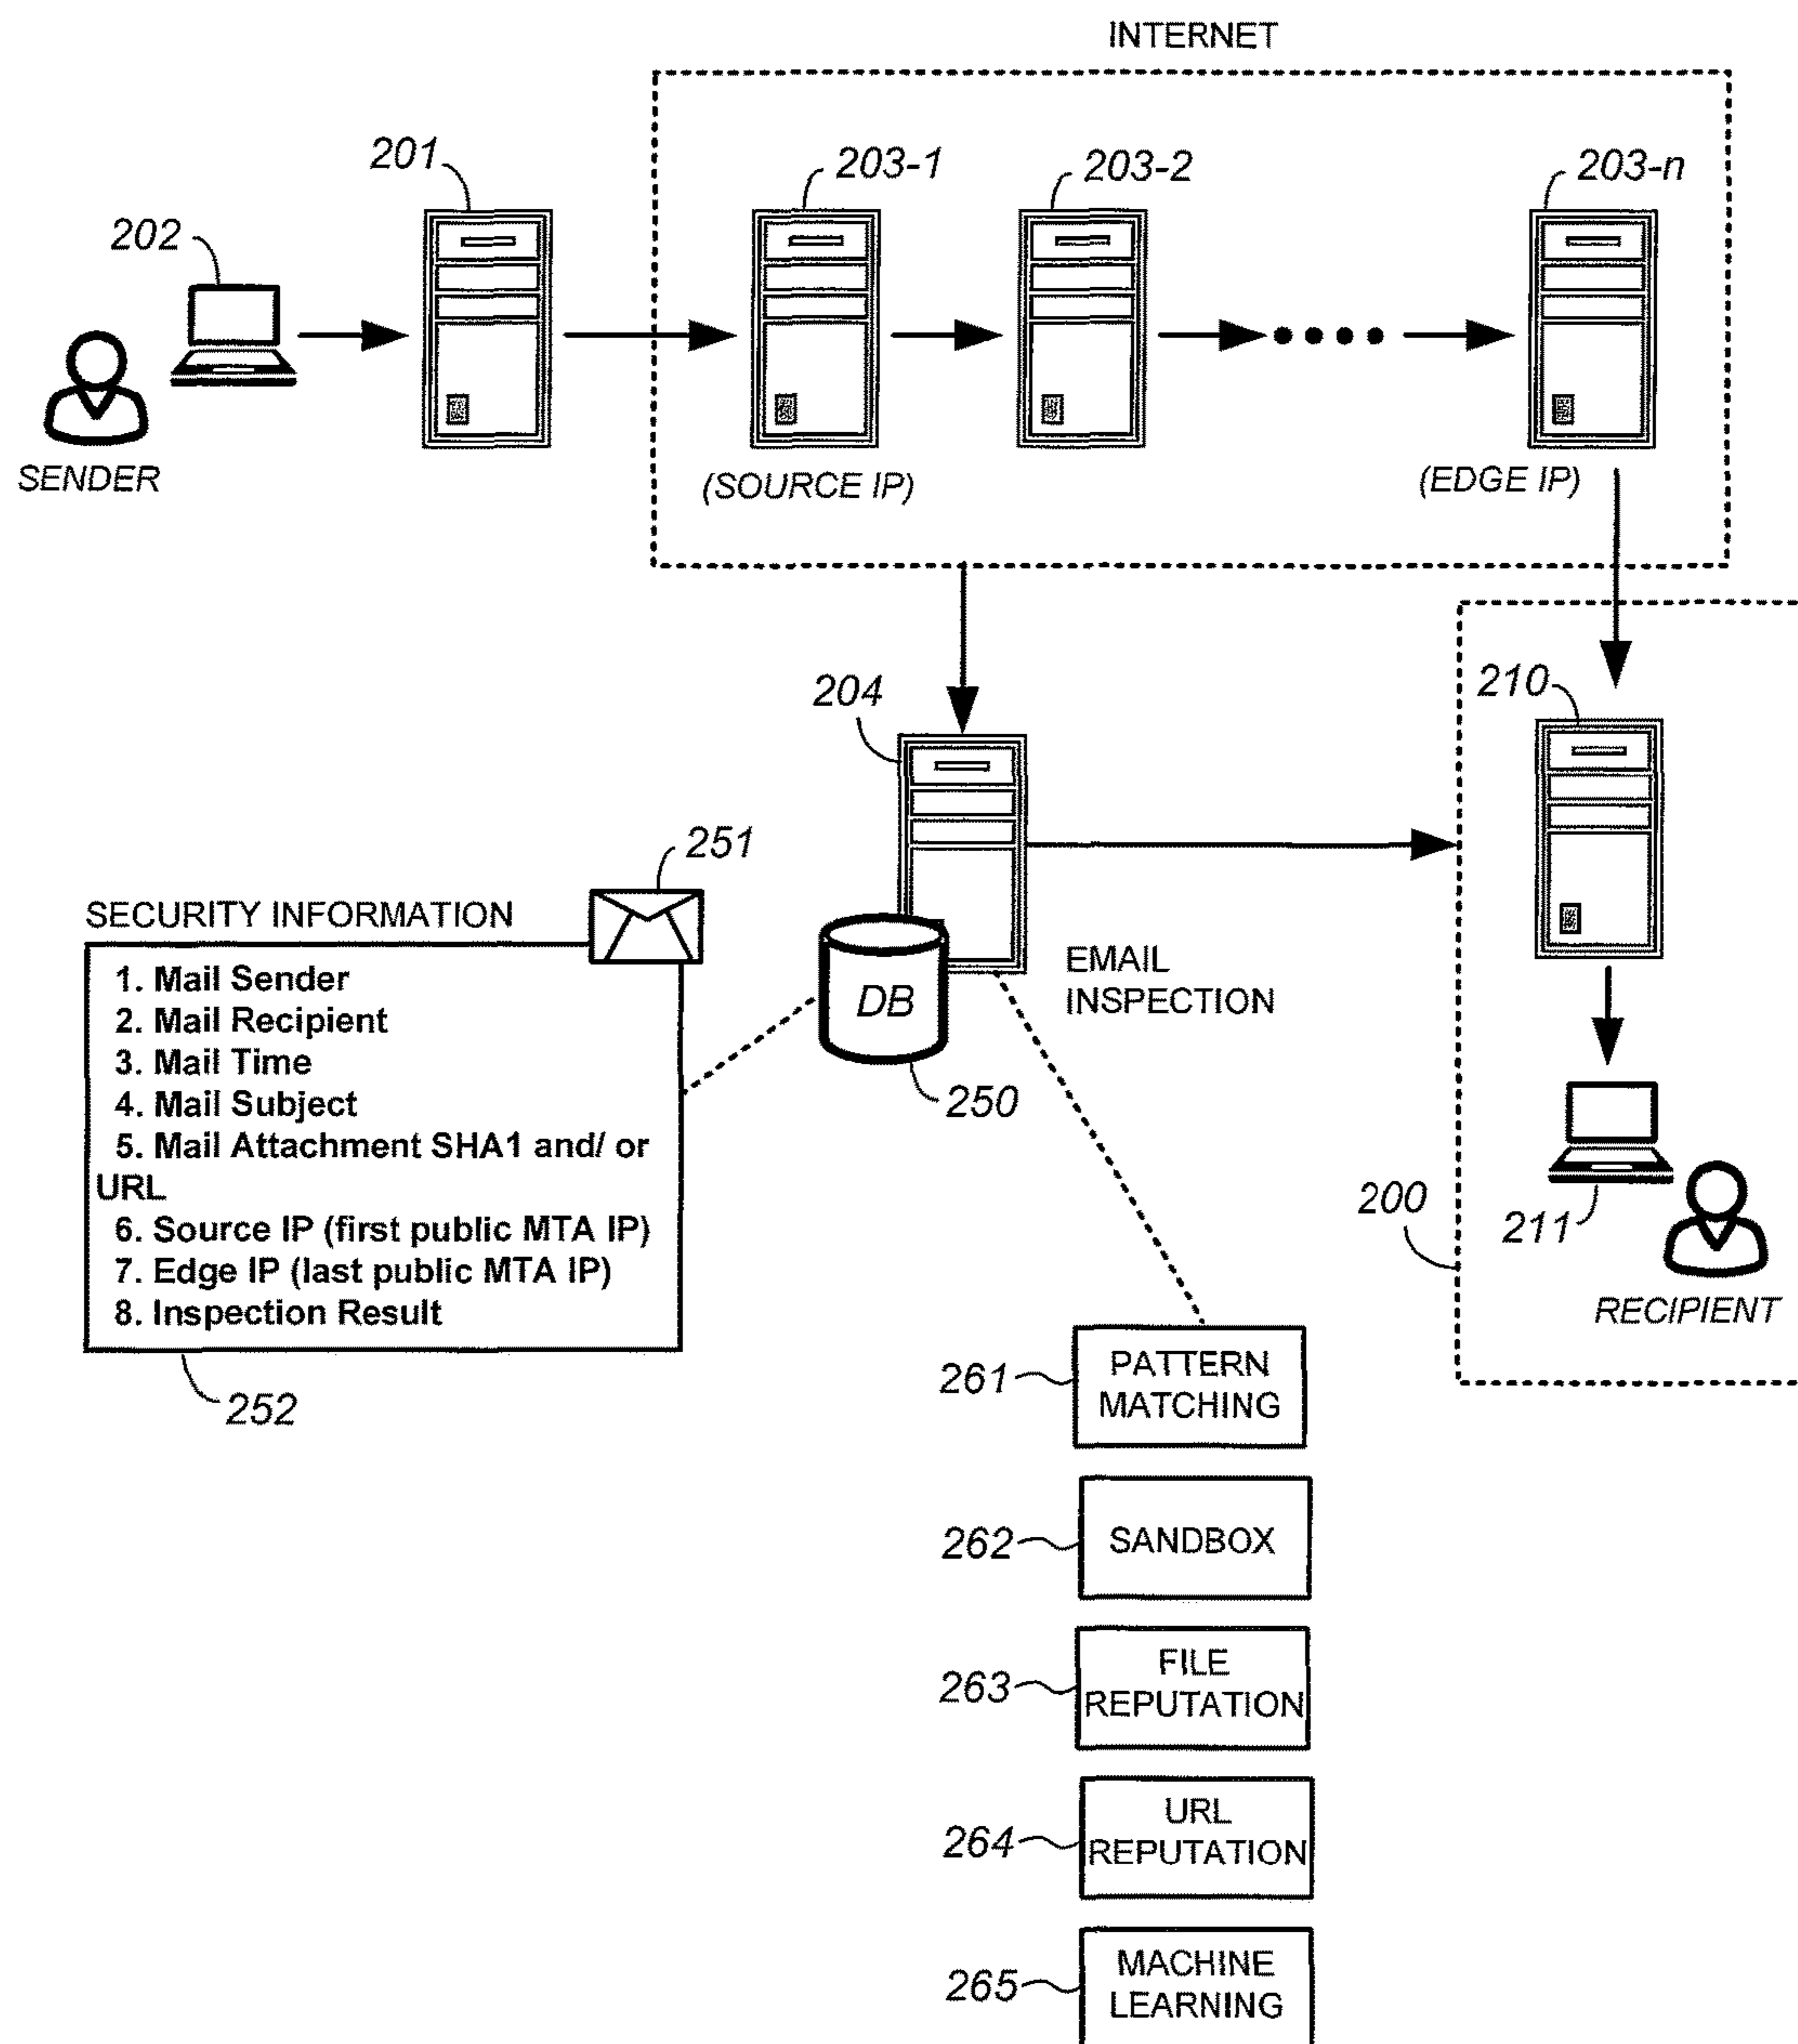 INTERNET
201
203-1
203-2
203-n
202
SENDER
(SOURCE IP)
(EDGE IP)
204
210
251
SECURITY INFORMATION
1. Mail Sender
2. Mail Recipient
3. Mail Time
4. Mail Subject
5. Mail Attachment SHA1 and/ or
URL
6. Source IP (first public MTA IP)
7. Edge IP (last public MTA IP)
8. Inspection Result
252
DB
250
EMAIL
INSPECTION
200
211
RECIPIENT
261
PATTERN
MATCHING
262
SANDBOX
263
FILE
REPUTATION
264
URL
REPUTATION
265
MACHINE
LEARNING